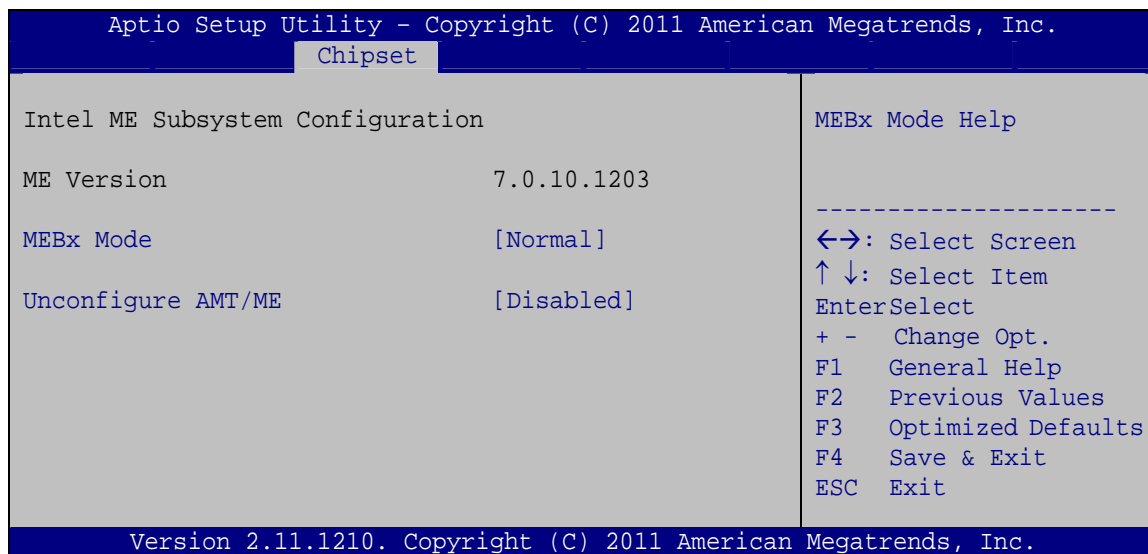 Aptio Setup Utility – Copyright (C) 2011 American Megatrends, Inc.
Chipset
Intel ME Subsystem Configuration
ME Version 7.0.10.1203
MEBx Mode [Normal]
Unconfigure AMT/ME [Disabled]
MEBx Mode Help
---------------------
←→: Select Screen
↑ ↓: Select Item
EnterSelect
+ - Change Opt.
F1 General Help
F2 Previous Values
F3 Optimized Defaults
F4 Save & Exit
ESC Exit
Version 2.11.1210. Copyright (C) 2011 American Megatrends, Inc.